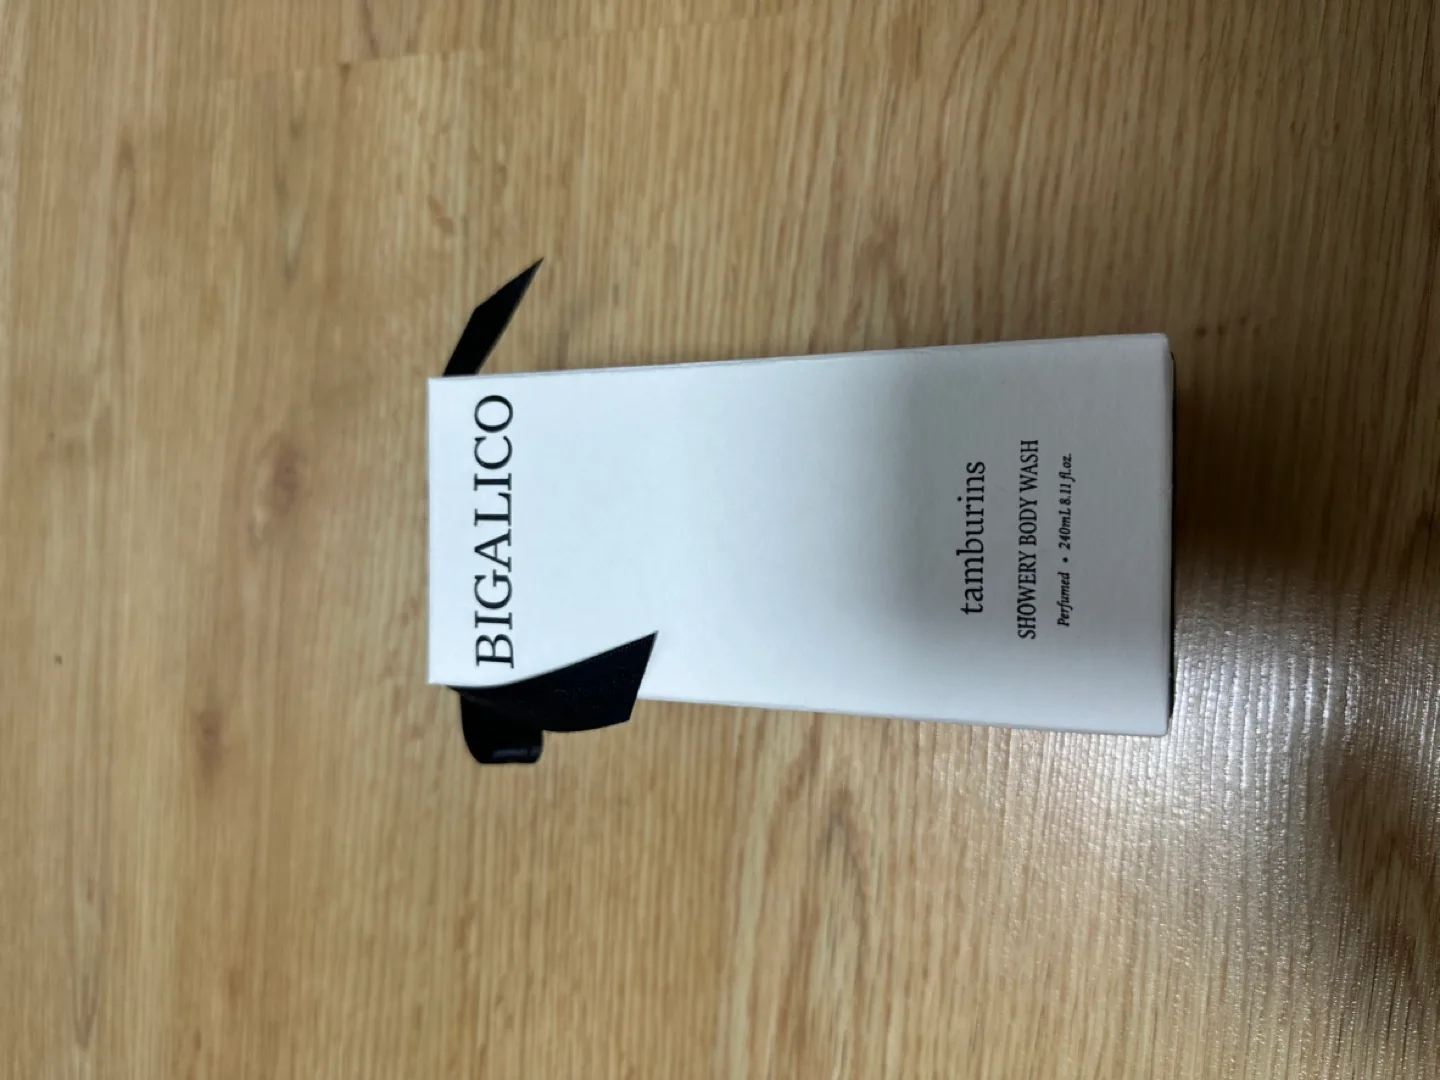 BIGALICO
tamburins
SHOWERY BODY WASH
Perfumed • 240mL 8.11 fl.oz.